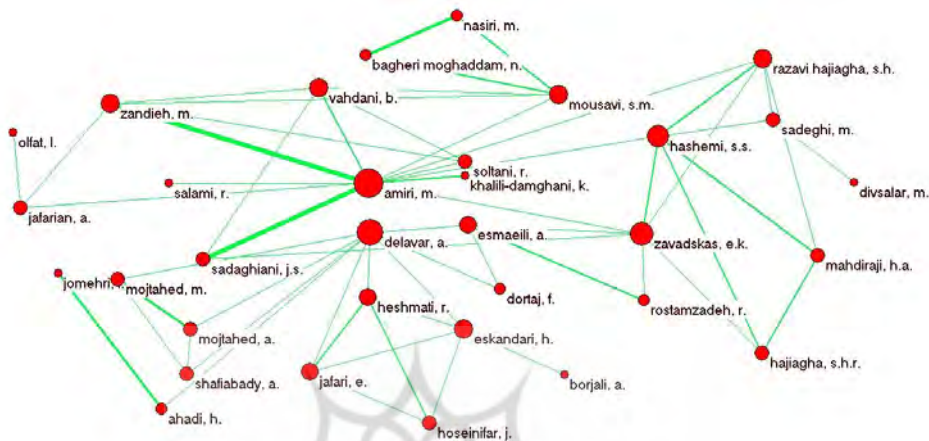 nasiri, m.
bagheri moghaddam, n.
razavi hajiagha, s.h.
vahdani, b.
mousavi, s.m.
zandieh, m.
sadeghi, m.
olfat, l.
hashemi, s.s.
soltani, r.
khalili-damghani, k.
salami, r.
amiri, m.
divsalar, m.
jafarian, a.
delavar, a.
esmaeili, a.
zavadskas, e.k.
mahdiraji, h.a.
sadaghiani, j.s.
jomehri,
mojtahed, m.
heshmati, r.
dortaj, f.
rostamzadeh, r.
mojtahed, a.
eskandari, h.
hajiagha, s.h.r.
shafiabady, a.
jafari, e.
borjali, a.
ahadi, h.
hoseinifar, j.